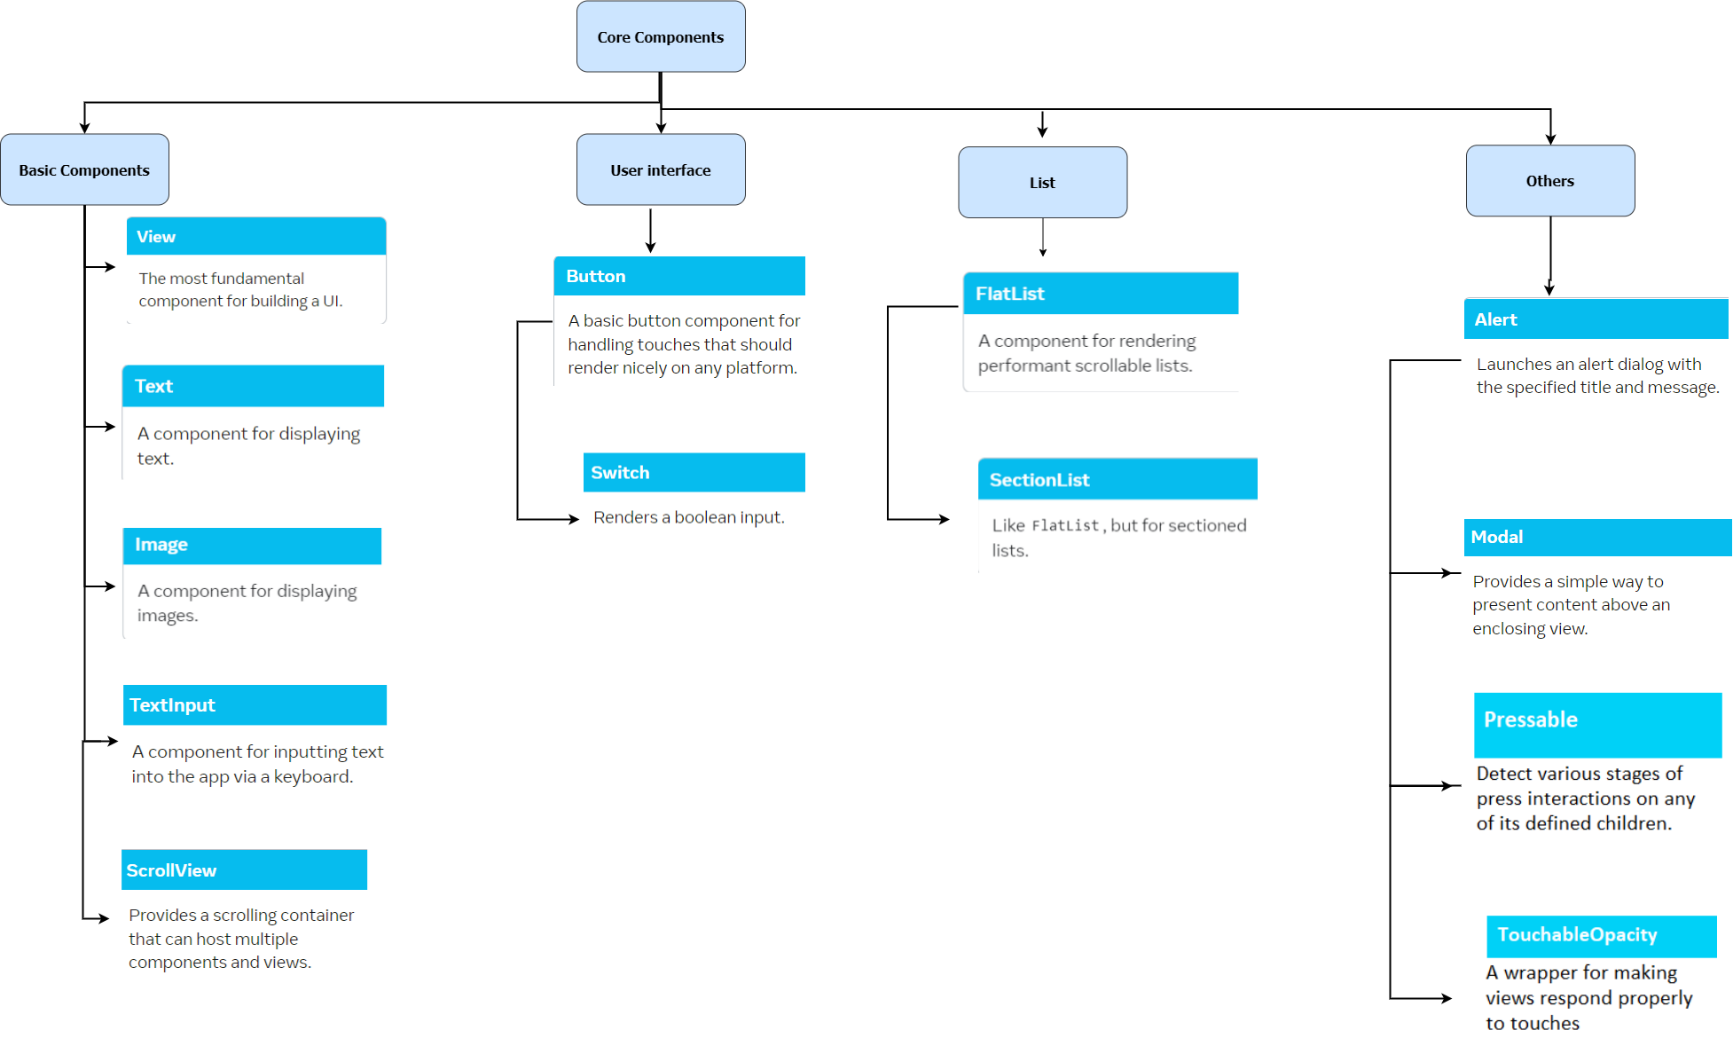 Core Components
Basic Components
View
The most fundamental
component for building a UI.
Text
A component for displaying
text.
Image
A component for displaying
images.
TextInput
A component for inputting text
into the app via a keyboard.
ScrollView
Provides a scrolling container
that can host multiple
components and views.
User interface
Button
A basic button component for
handling touches that should
render nicely on any platform.
Switch
Renders a boolean input.
List
FlatList
A component for rendering
performant scrollable lists.
SectionList
Like FlatList, but for sectioned
lists.
Others
Alert
Launches an alert dialog with
the specified title and message.
Modal
Provides a simple way to
present content above an
enclosing view.
Pressable
Detect various stages of
press interactions on any
of its defined children.
TouchableOpacity
A wrapper for making
views respond properly
to touches